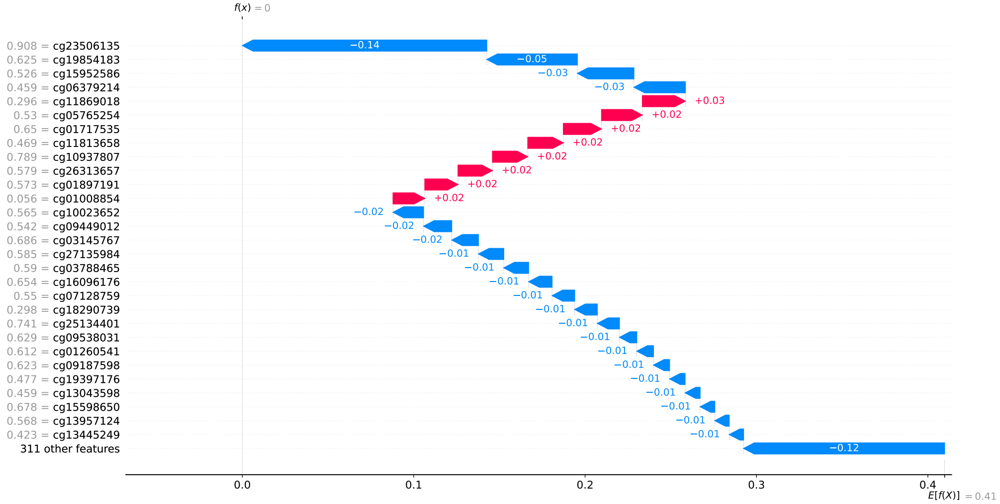 f(x) = 0
0.908 = cg23506135 −0.14
0.625 = cg19854183 −0.05
0.526 = cg15952586 −0.03
0.459 = cg06379214 −0.03
0.296 = cg11869018 +0.03
0.53 = cg05765254 +0.02
0.65 = cg01717535 +0.02
0.469 = cg11813658 +0.02
0.789 = cg10937807 +0.02
0.579 = cg26313657 +0.02
0.573 = cg01897191 +0.02
0.056 = cg01008854 +0.02
0.565 = cg10023652 −0.02
0.542 = cg09449012 −0.02
0.686 = cg03145767 −0.02
0.585 = cg27135984 −0.01
0.59 = cg03788465 −0.01
0.654 = cg16096176 −0.01
0.55 = cg07128759 −0.01
0.298 = cg18290739 −0.01
0.741 = cg25134401 −0.01
0.629 = cg09538031 −0.01
0.612 = cg01260541 −0.01
0.623 = cg09187598 −0.01
0.477 = cg19397176 −0.01
0.459 = cg13043598 −0.01
0.678 = cg15598650 −0.01
0.568 = cg13957124 −0.01
0.423 = cg13445249 −0.01
311 other features −0.12
0.0 0.1 0.2 0.3 0.4
E[f(X)] = 0.41